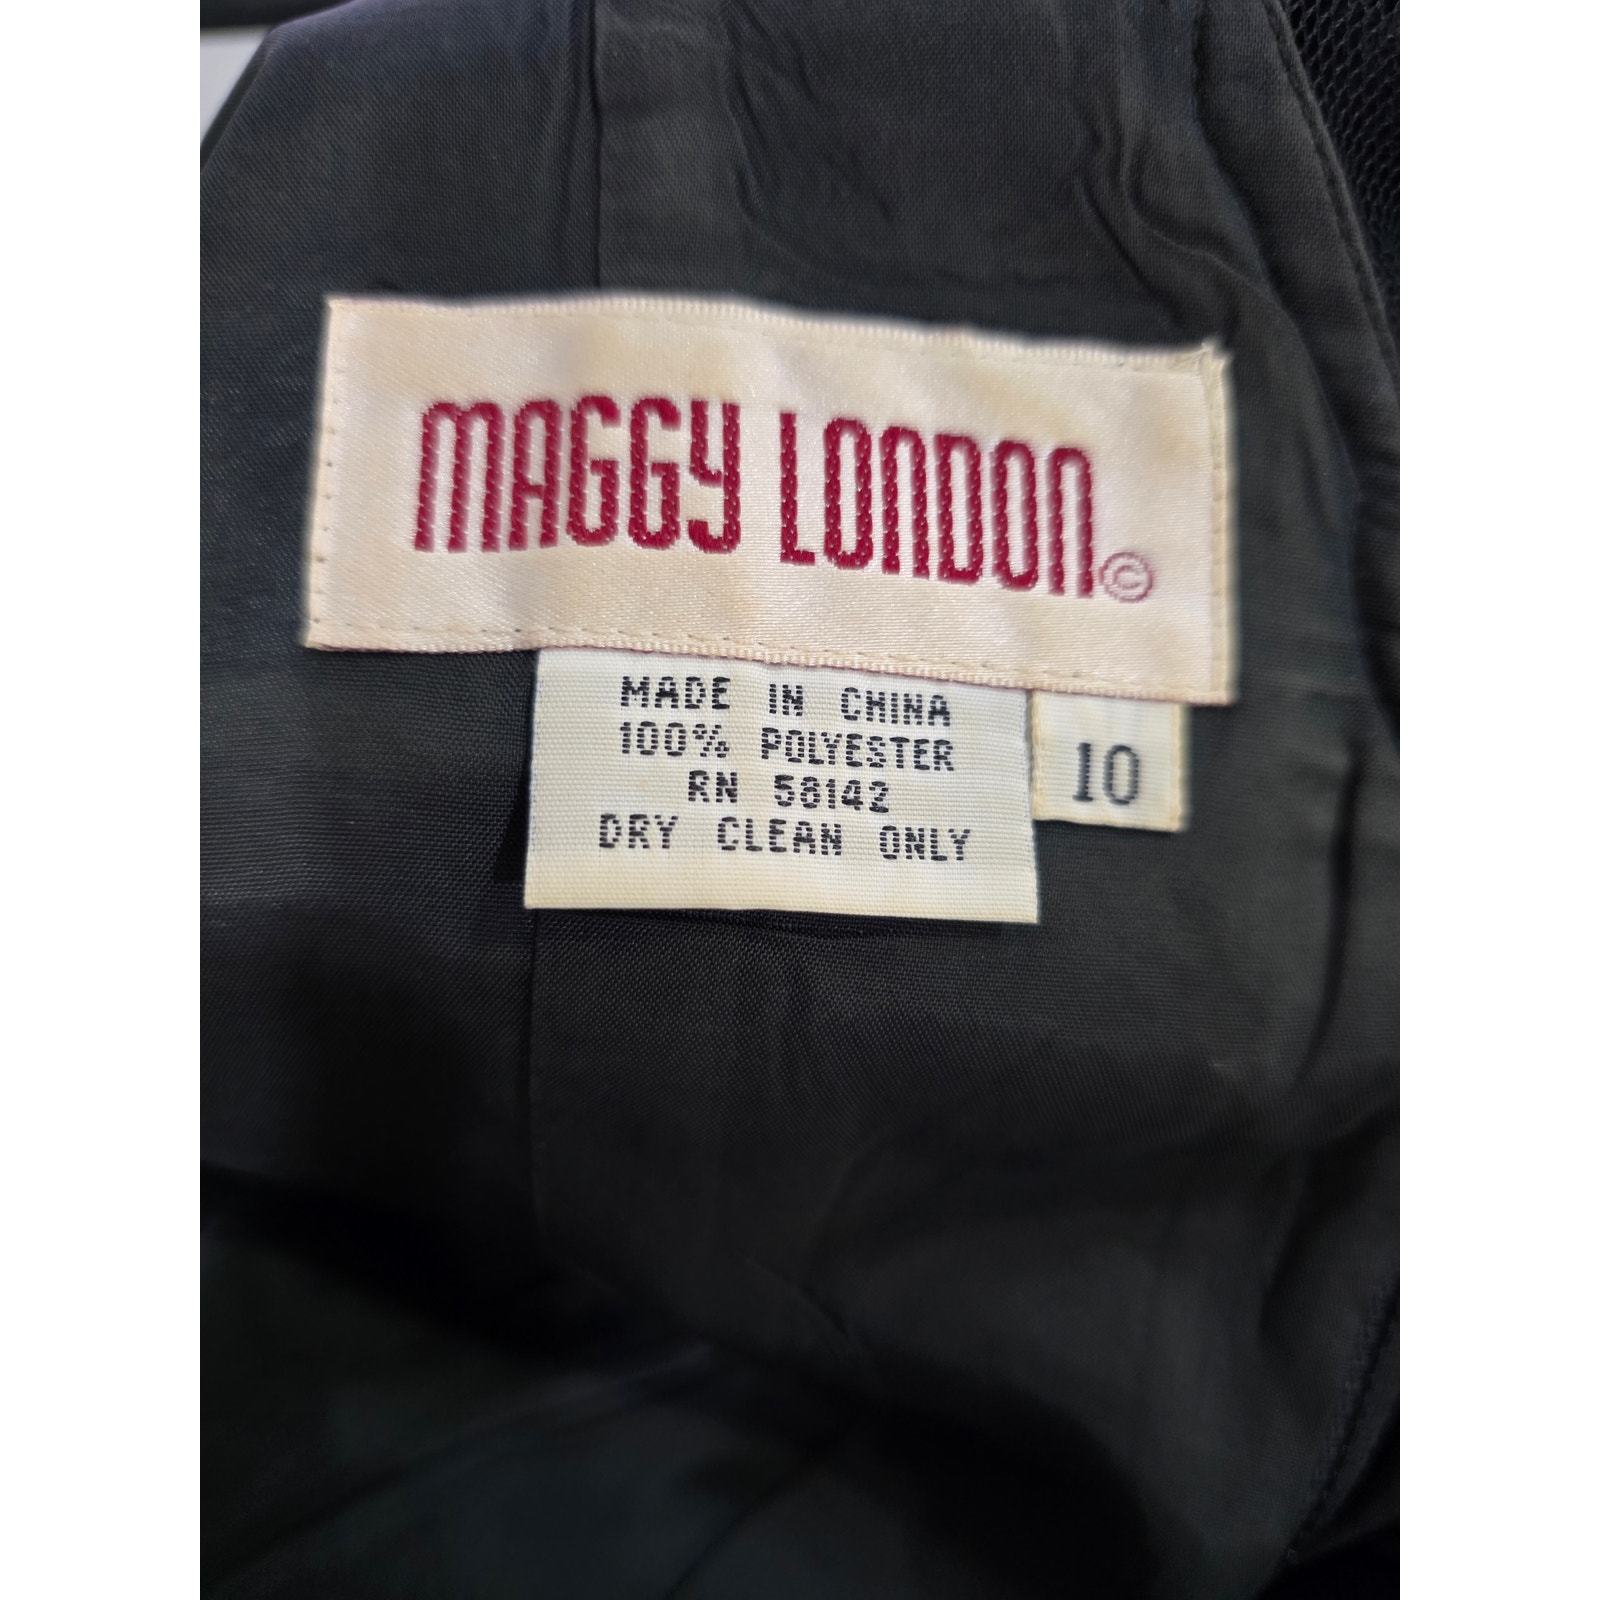 MAGGY LONDON©
MADE IN CHINA
100% POLYESTER
RN 58142
DRY CLEAN ONLY
10